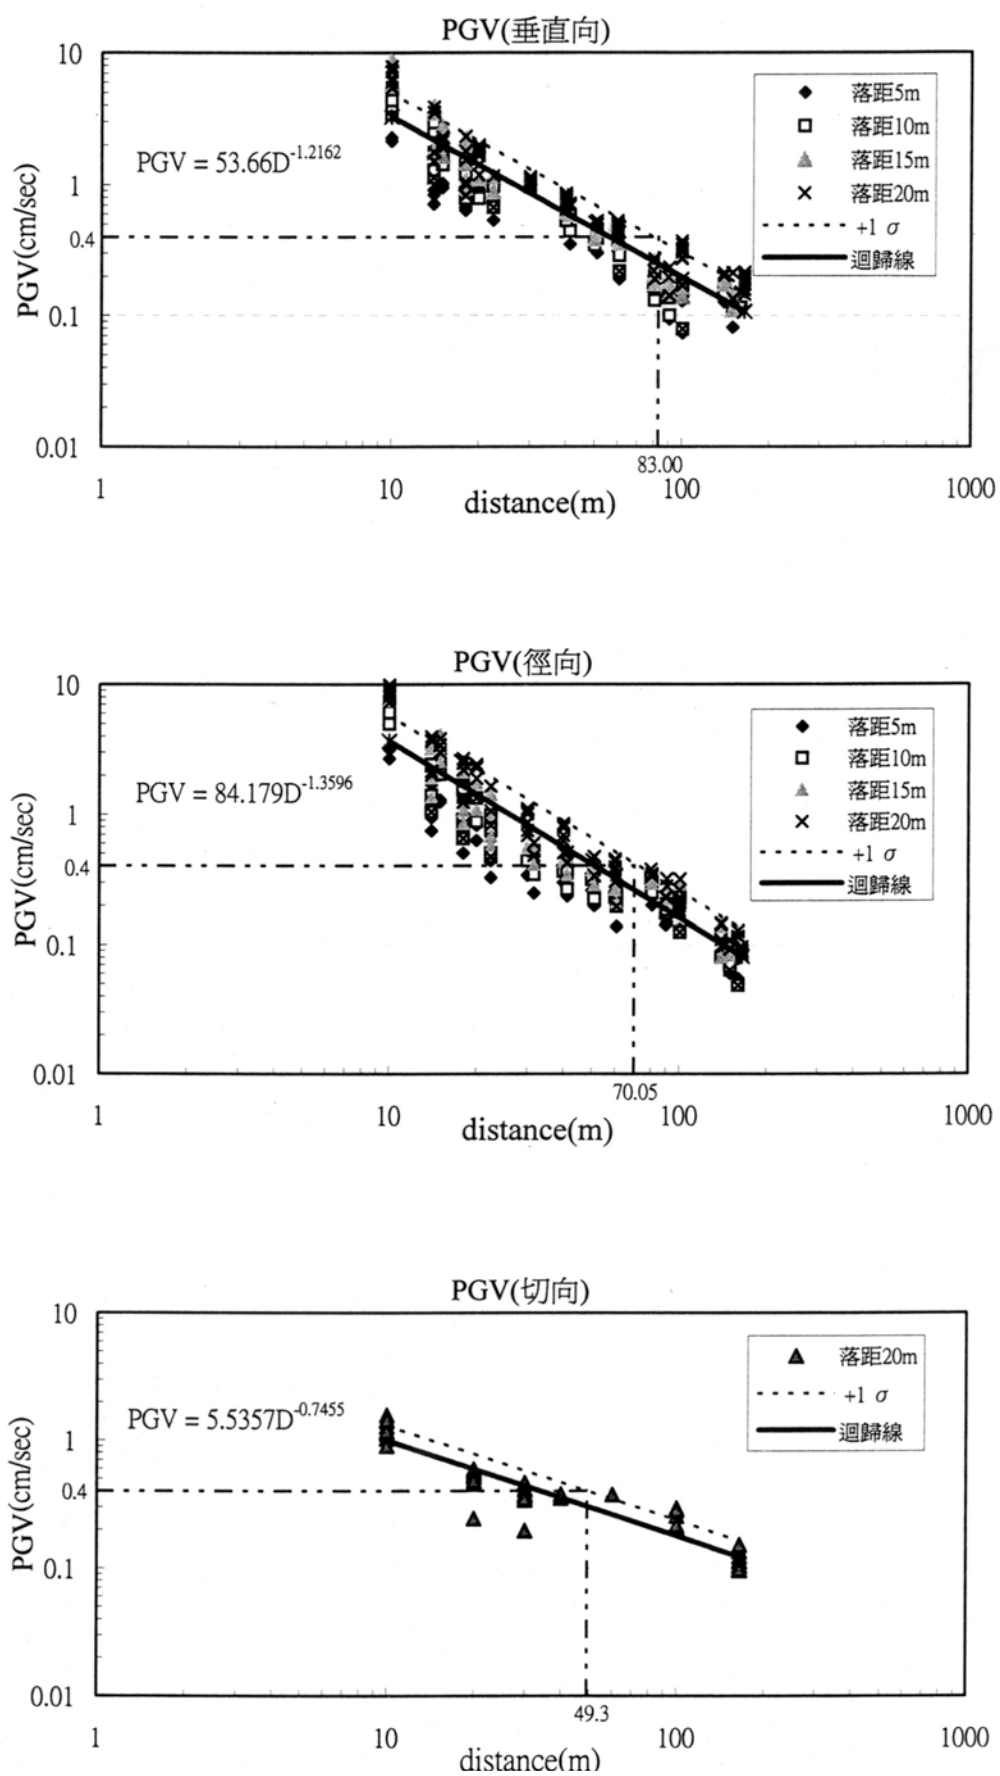 PGV(垂直向)
10
1
0.4
0.1
0.01
PGV(cm/sec)
PGV = 53.66D-1.2162
落距5m
落距10m
落距15m
落距20m
+1 σ
迴歸線
83.00
1
10
100
1000
distance(m)
PGV(徑向)
10
1
0.4
0.1
0.01
PGV(cm/sec)
PGV = 84.179D-1.3596
落距5m
落距10m
落距15m
落距20m
+1 σ
迴歸線
70.05
1
10
100
1000
distance(m)
PGV(切向)
10
1
0.4
0.1
0.01
PGV(cm/sec)
PGV = 5.5357D-0.7455
落距20m
+1 σ
迴歸線
49.3
1
10
100
1000
distance(m)